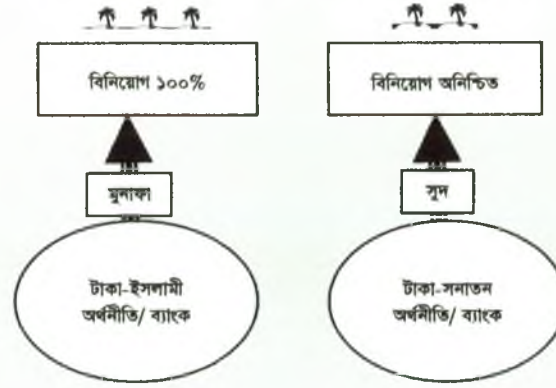 বিনিয়োগ ১০০%
মুনাফা
টাকা-ইসলামী
অর্থনীতি/ ব্যাংক
বিনিয়োগ অনিশ্চিত
সুদ
টাকা-সনাতন
অর্থনীতি/ ব্যাংক